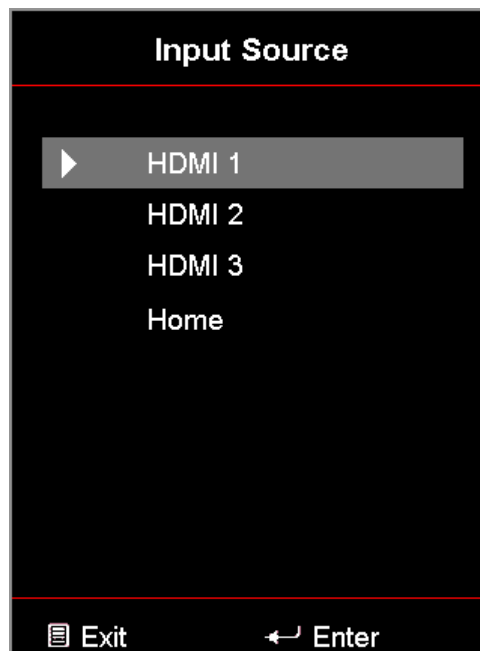 Input Source
HDMI 1
HDMI 2
HDMI 3
Home
Exit Enter